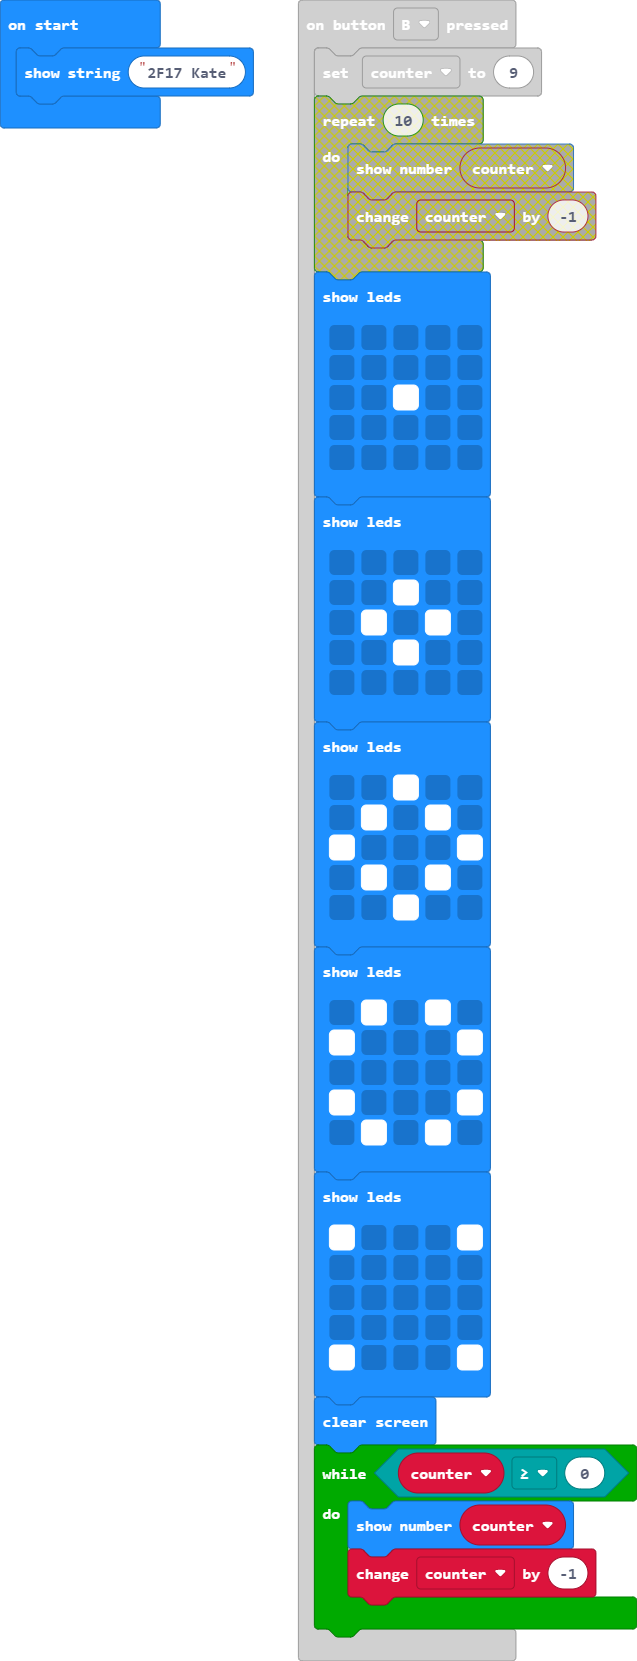 on start
show string "2F17 Kate"
on button B pressed
set counter to 9
repeat 10 times
do
show number counter
change counter by -1
show leds
show leds
show leds
show leds
show leds
clear screen
while counter ≥ 0
do
show number counter
change counter by -1